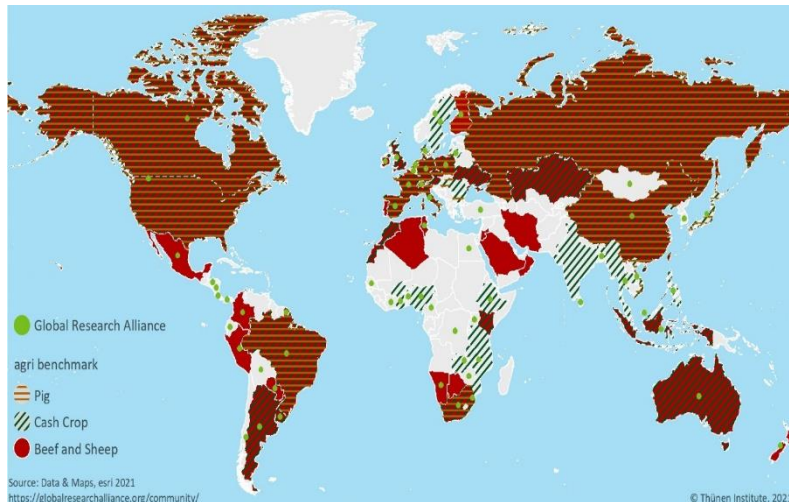 Global Research Alliance
agri benchmark
Pig
Cash Crop
Beef and Sheep
Source: Data & Maps, esri 2021
https://globalresearchalliance.org/community/
© Thünen Institute, 2021